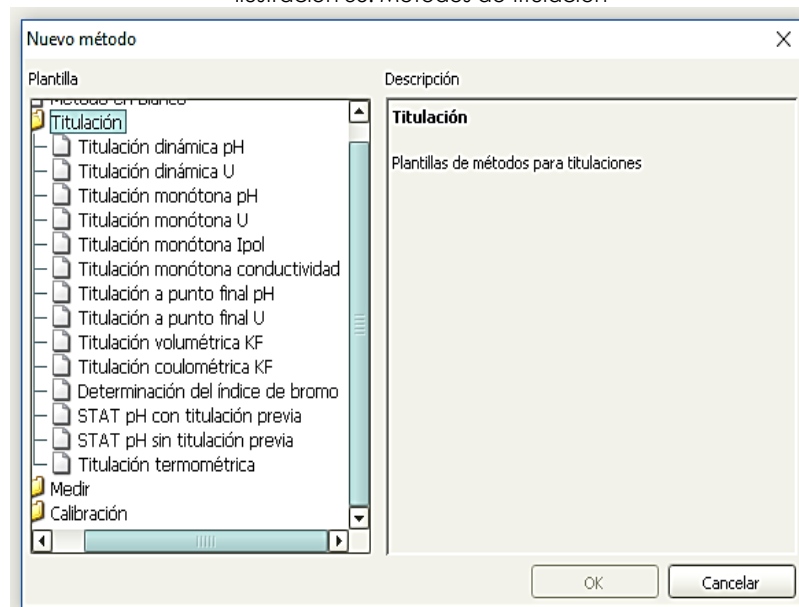 Nuevo método
Plantilla
Descripción
Titulación
Titulación dinámica pH
Titulación dinámica U
Titulación monótona pH
Titulación monótona U
Titulación monótona Ipol
Titulación monótona conductividad
Titulación a punto final pH
Titulación a punto final U
Titulación volumétrica KF
Titulación coulométrica KF
Determinación del índice de bromo
STAT pH con titulación previa
STAT pH sin titulación previa
Titulación termométrica
Medir
Calibración
Titulación
Plantillas de métodos para titulaciones
OK
Cancelar